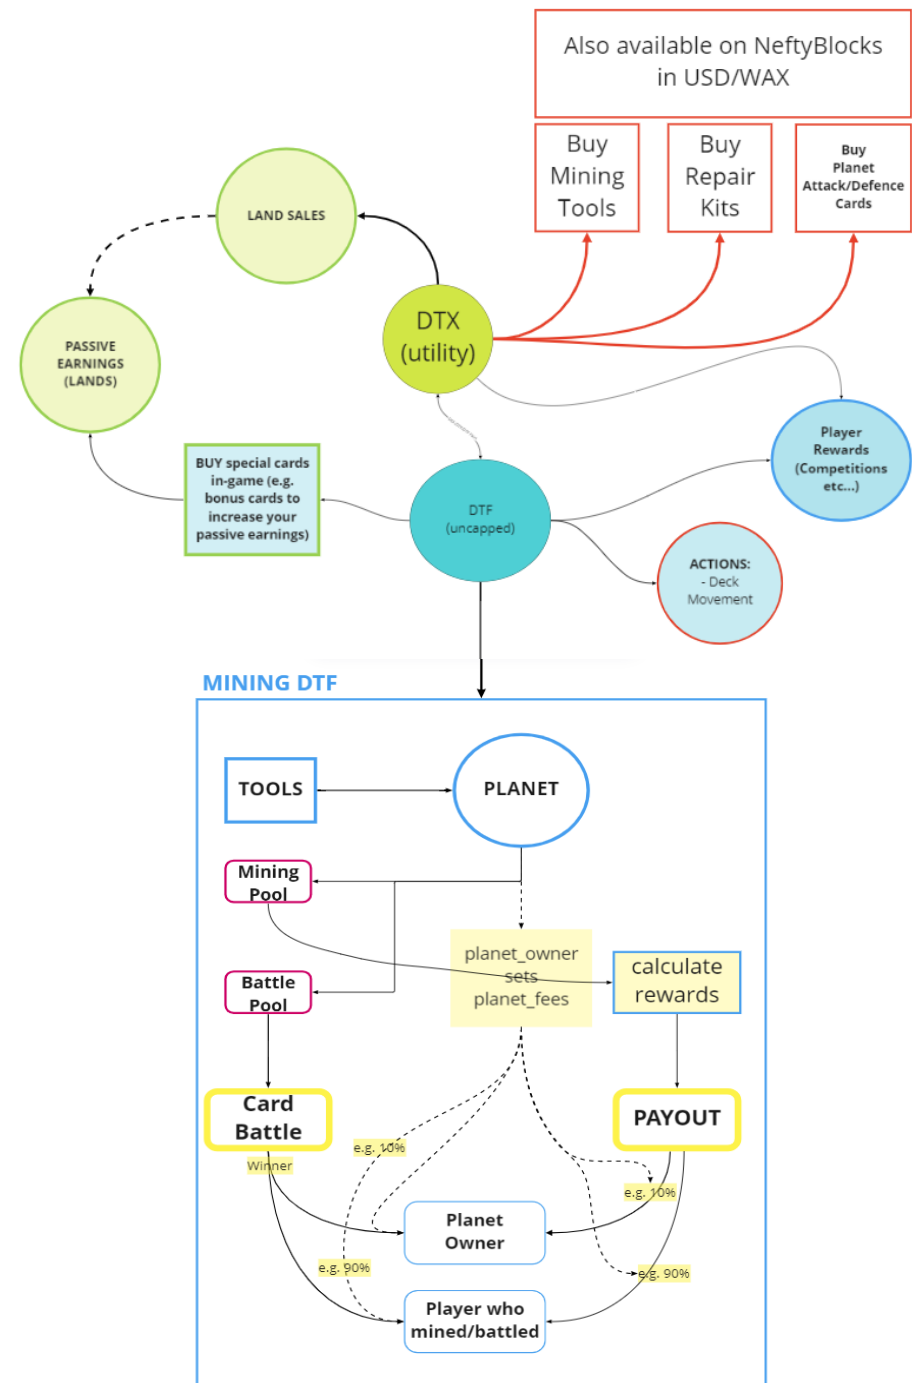 Also available on NeftyBlocks
in USD/WAX
Buy
Mining
Tools
Buy
Repair
Kits
Buy
Planet
Attack/Defence
Cards
LAND SALES
DTX
(utility)
PASSIVE
EARNINGS
(LANDS)
BUY special cards
in-game (e.g.
bonus cards to
increase your
passive earnings)
DTF
(uncapped)
Player
Rewards
(Competitions
etc...)
ACTIONS:
- Deck
Movement
MINING DTF
TOOLS
PLANET
Mining
Pool
planet_owner
sets
planet_fees
calculate
rewards
Battle
Pool
Card
Battle
PAYOUT
Winner
e.g. 10%
e.g. 10%
Planet
Owner
e.g. 90%
e.g. 90%
Player who
mined/battled